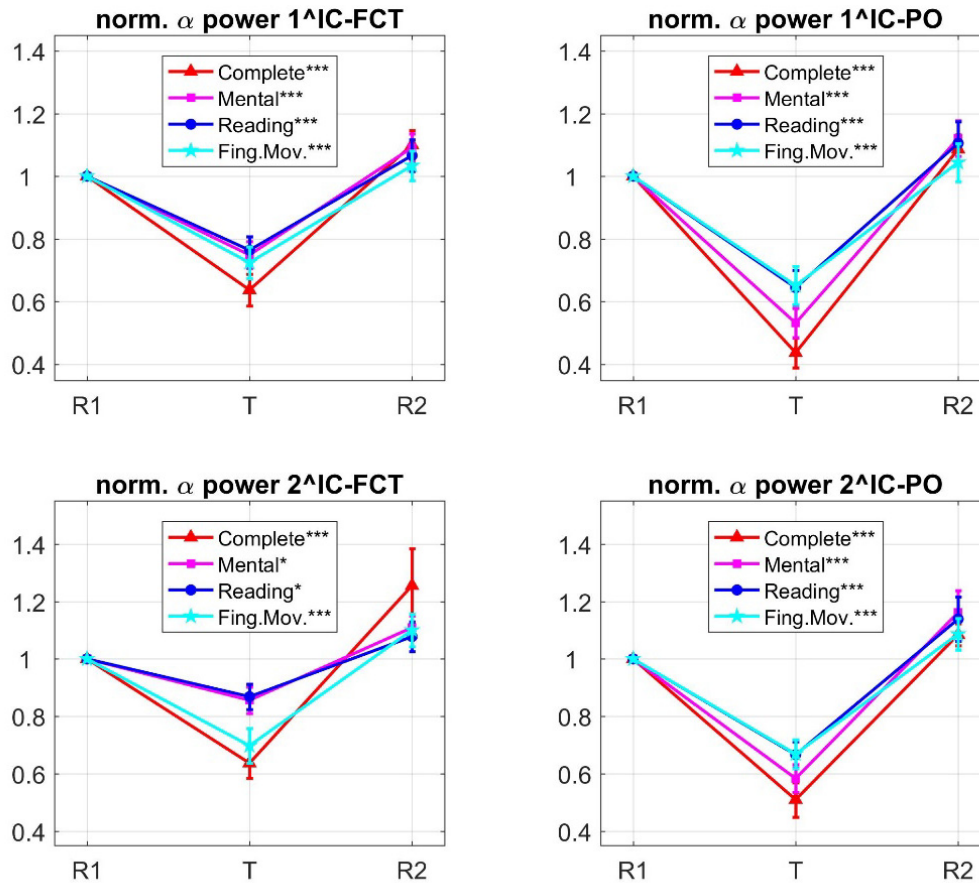 norm. α power 1^IC-FCT
1.4
1.2
1
0.8
0.6
0.4
Complete***
Mental***
Reading***
Fing.Mov.***
R1 T R2
norm. α power 1^IC-PO
1.4
1.2
1
0.8
0.6
0.4
Complete***
Mental***
Reading***
Fing.Mov.***
R1 T R2
norm. α power 2^IC-FCT
1.4
1.2
1
0.8
0.6
0.4
Complete***
Mental*
Reading*
Fing.Mov.***
R1 T R2
norm. α power 2^IC-PO
1.4
1.2
1
0.8
0.6
0.4
Complete***
Mental***
Reading***
Fing.Mov.***
R1 T R2